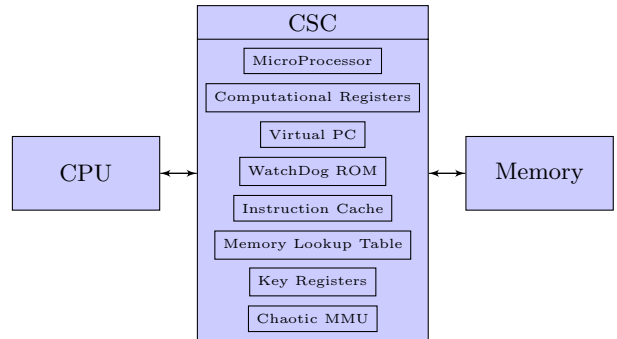 CSC
MicroProcessor
Computational Registers
Virtual PC
CPU
WatchDog ROM
Memory
Instruction Cache
Memory Lookup Table
Key Registers
Chaotic MMU